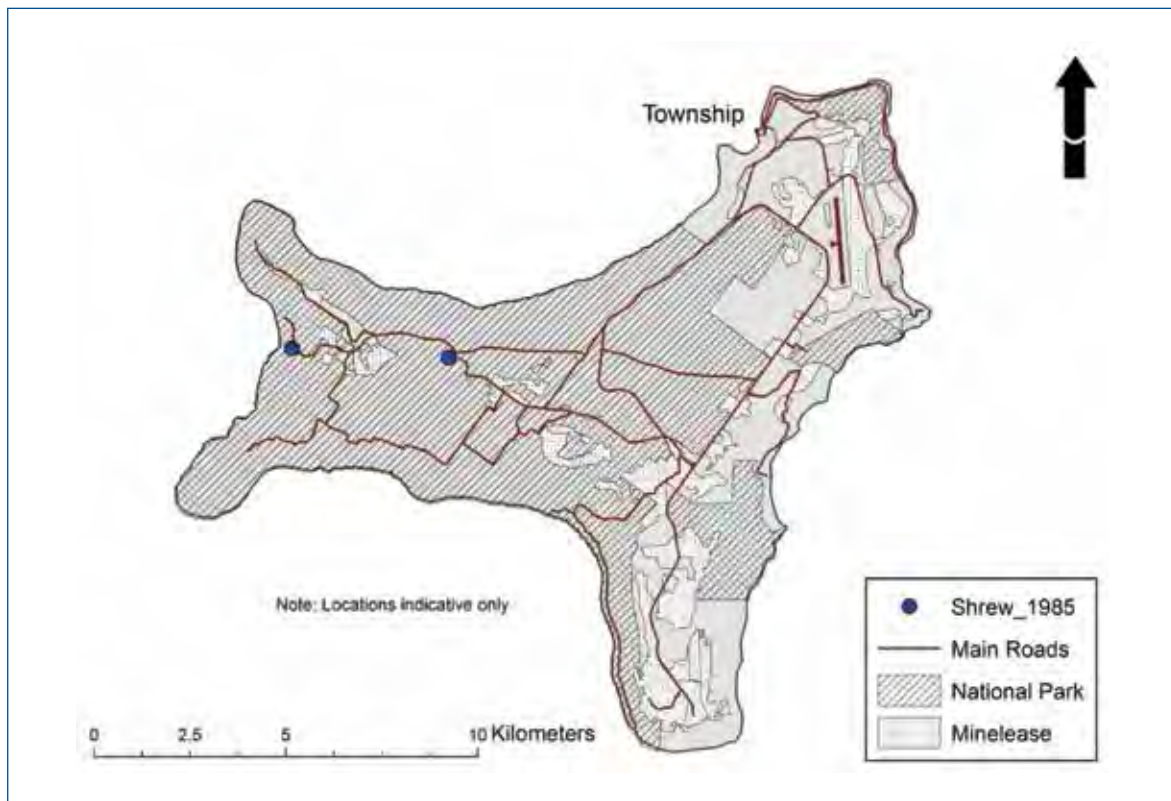 Township
Note: Locations indicative only
Shrew_1985
Main Roads
National Park
Minelease
0 2.5 5 10 Kilometers